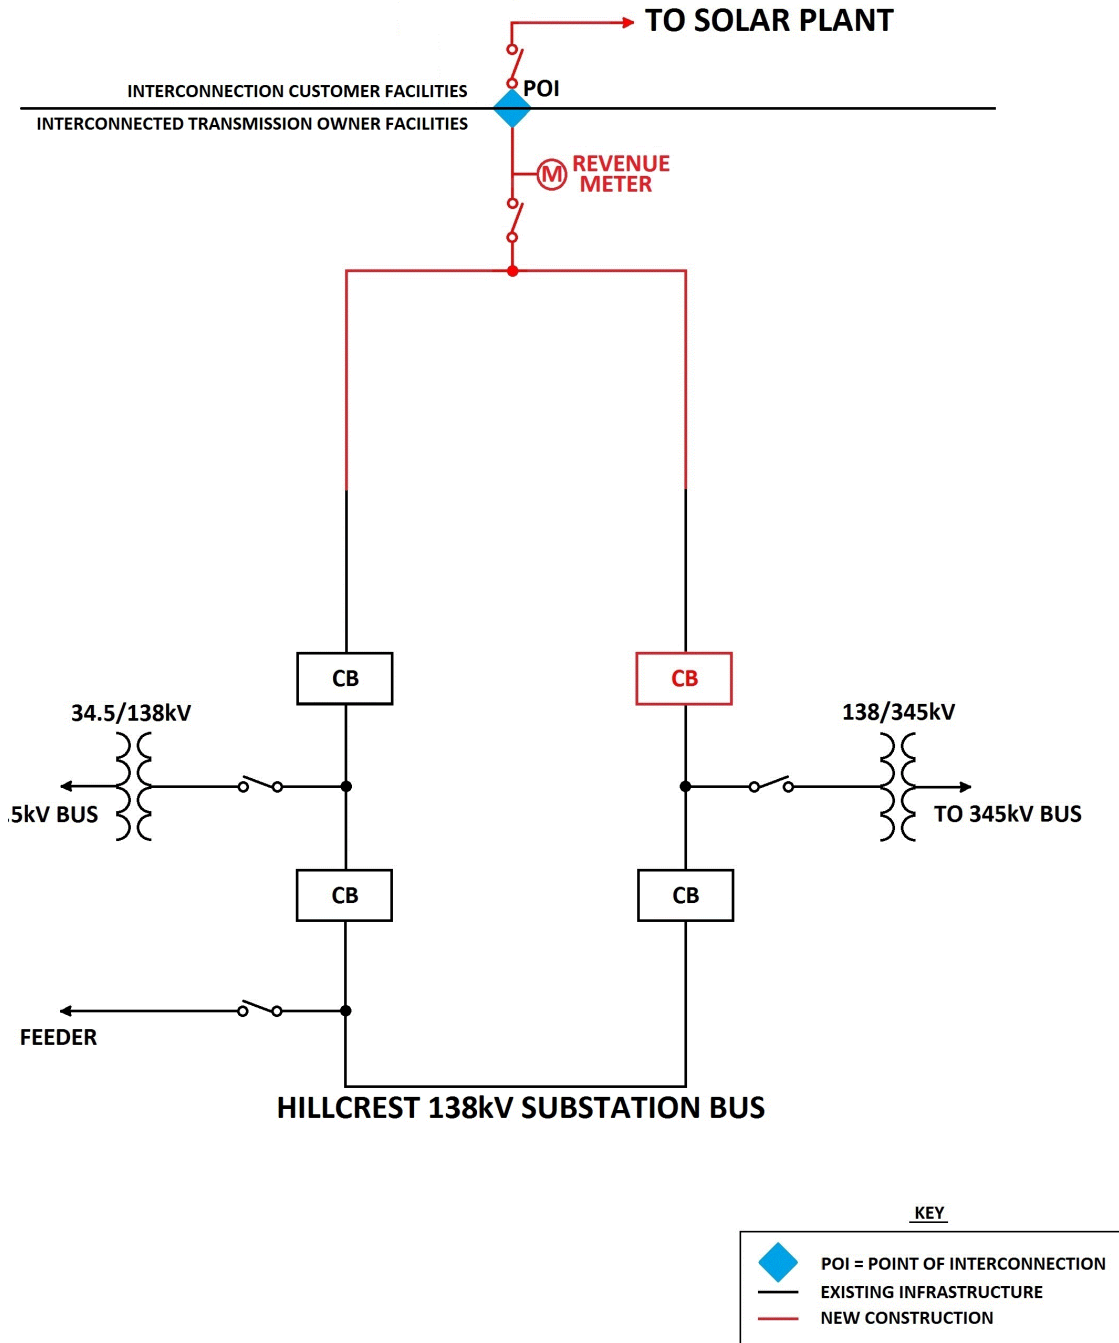 TO SOLAR PLANT
POI
INTERCONNECTION CUSTOMER FACILITIES
INTERCONNECTED TRANSMISSION OWNER FACILITIES
M
REVENUE
METER
CB
CB
34.5/138kV
138/345kV
.5kV BUS
TO 345kV BUS
CB
CB
FEEDER
HILLCREST 138kV SUBSTATION BUS
KEY
POI = POINT OF INTERCONNECTION
EXISTING INFRASTRUCTURE
NEW CONSTRUCTION